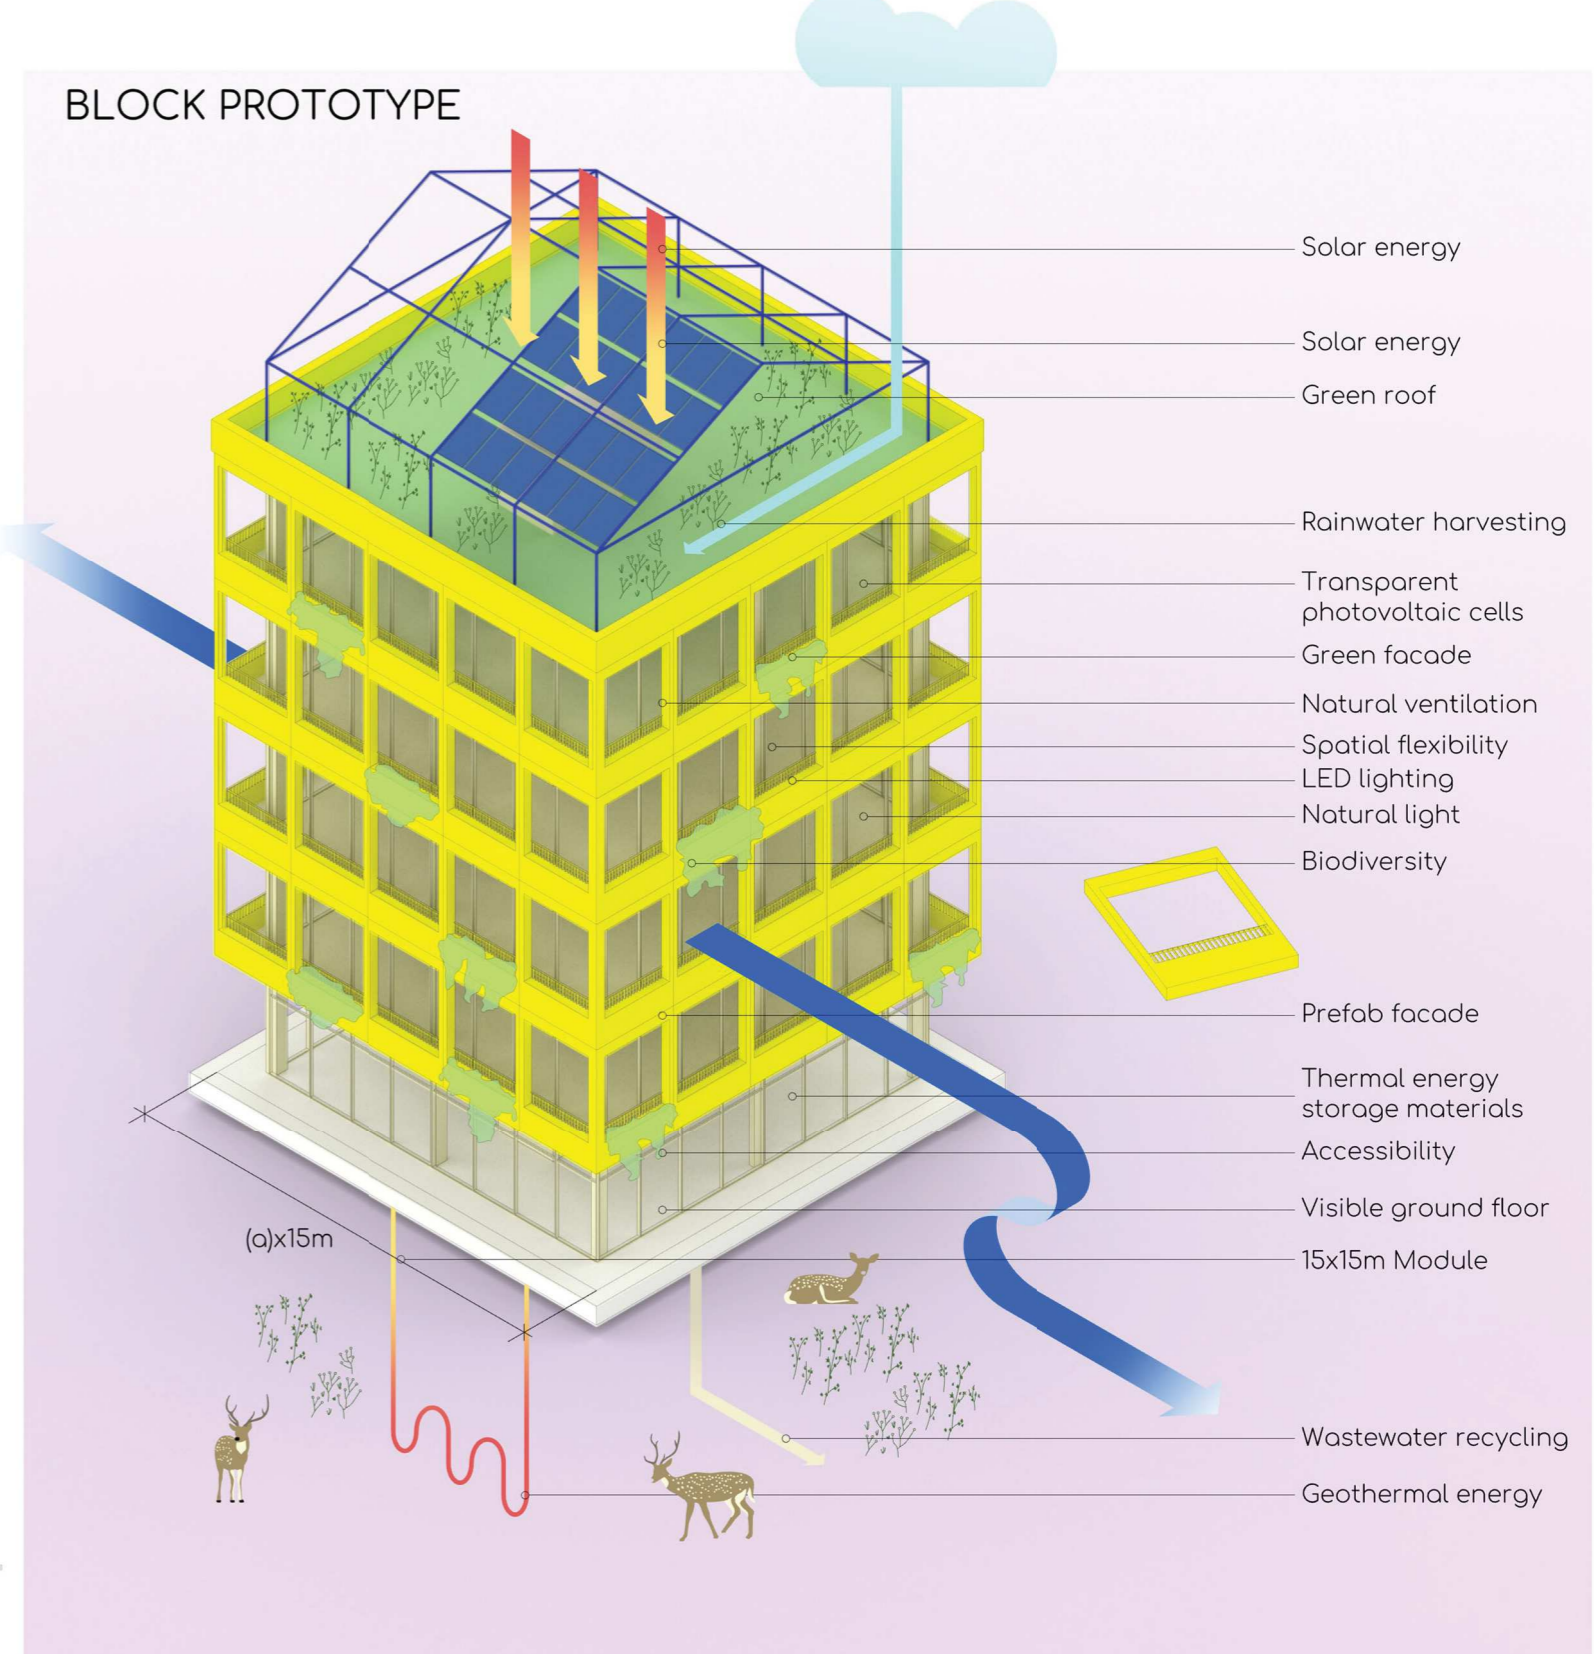 BLOCK PROTOTYPE
Solar energy
Solar energy
Green roof
Rainwater harvesting
Transparent
photovoltaic cells
Green facade
Natural ventilation
Spatial flexibility
LED lighting
Natural light
Biodiversity
Prefab facade
Thermal energy
storage materials
Accessibility
Visible ground floor
(a)x15m
15x15m Module
Wastewater recycling
Geothermal energy